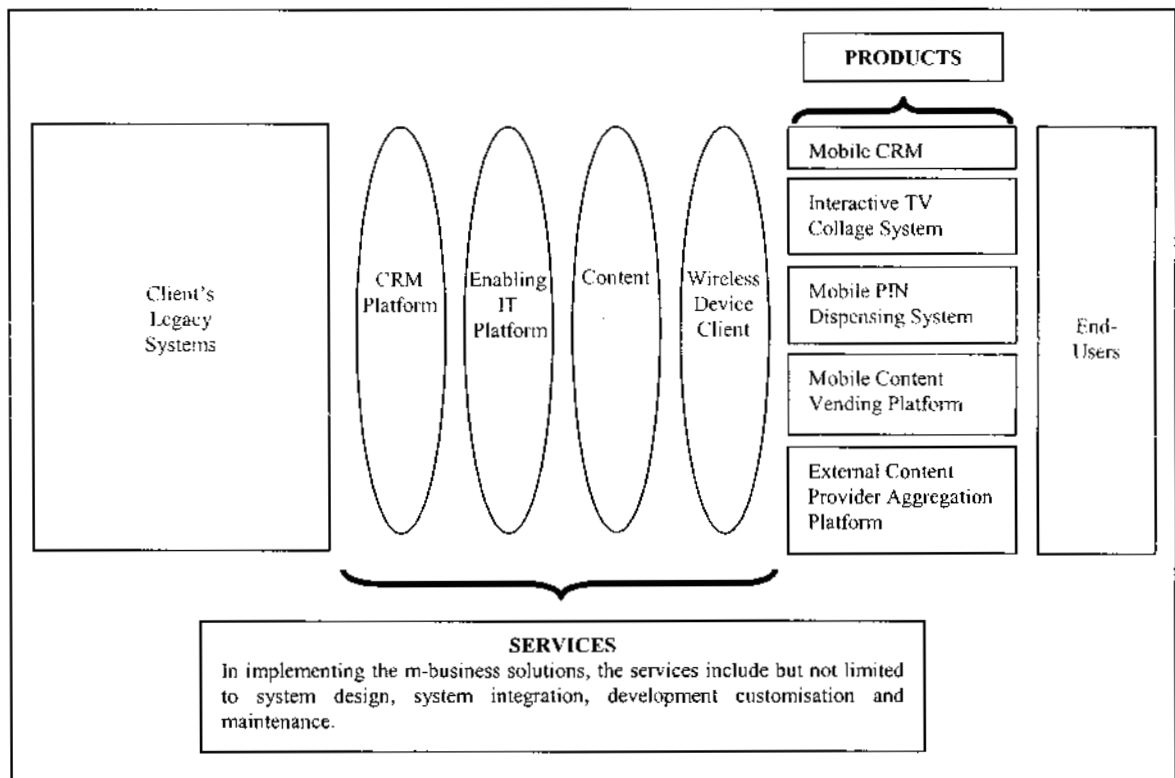 PRODUCTS
Client's
Legacy
Systems
CRM
Platform
Enabling
IT
Platform
Content
Wireless
Device
Client
Mobile CRM
Interactive TV
Collage System
Mobile PIN
Dispensing System
Mobile Content
Vending Platform
External Content
Provider Aggregation
Platform
End-
Users
SERVICES
In implementing the m-business solutions, the services include but not limited
to system design, system integration, development customisation and
maintenance.